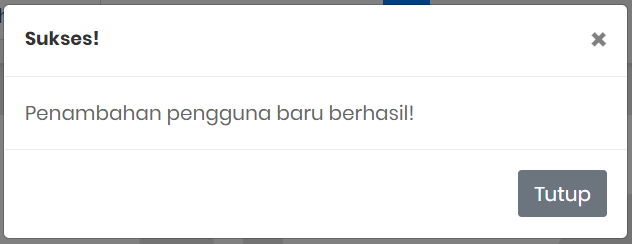 Sukses!
×
Penambahan pengguna baru berhasil!
Tutup